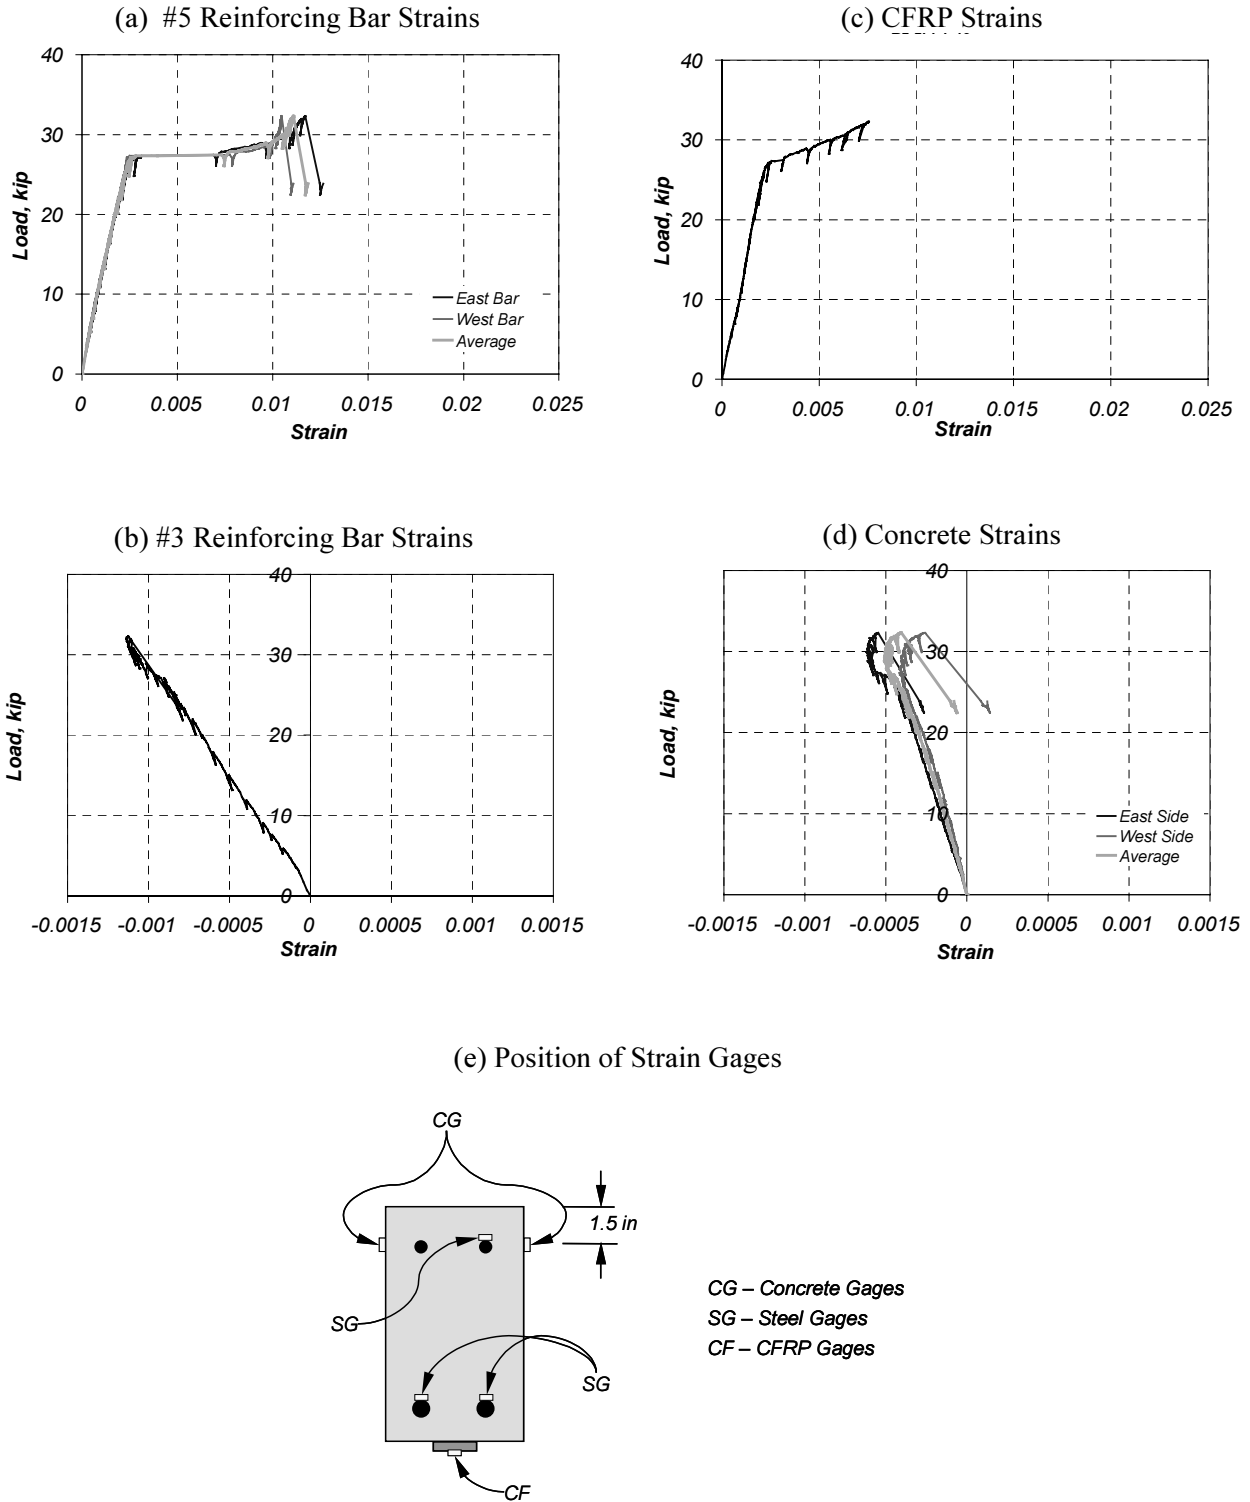 (a) #5 Reinforcing Bar Strains
40
30
20
10
0
Load, kip
East Bar
West Bar
Average
0 0.005 0.01 0.015 0.02 0.025
Strain
(c) CFRP Strains
40
30
20
10
0
Load, kip
0 0.005 0.01 0.015 0.02 0.025
Strain
(b) #3 Reinforcing Bar Strains
40
30
20
10
0
Load, kip
-0.0015 -0.001 -0.0005 0 0.0005 0.001 0.0015
Strain
(d) Concrete Strains
40
30
20
10
0
Load, kip
East Side
West Side
Average
-0.0015 -0.001 -0.0005 0 0.0005 0.001 0.0015
Strain
(e) Position of Strain Gages
CG
1.5 in
SG
SG
CF
CG – Concrete Gages
SG – Steel Gages
CF – CFRP Gages